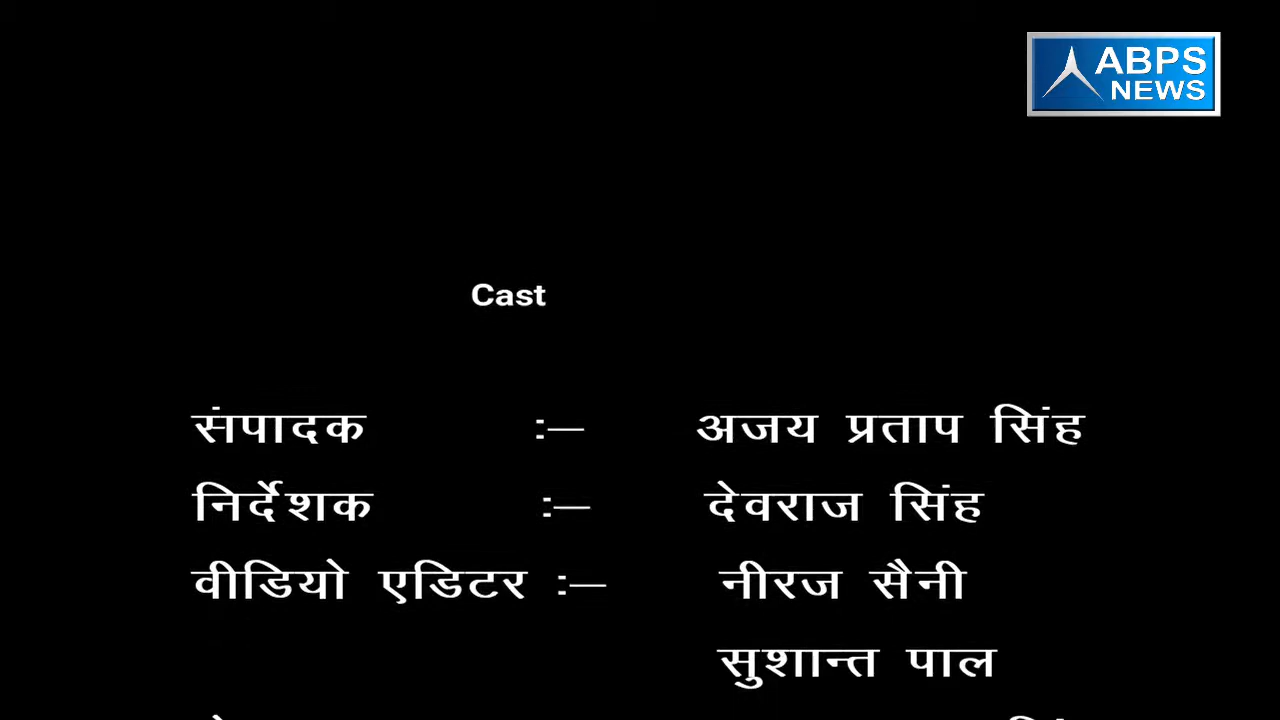 ABPS
NEWS
Cast
संपादक :— अजय प्रताप सिंह
निर्देशक :— देवराज सिंह
वीडियो एडिटर :— नीरज सैनी
सुशान्त पाल